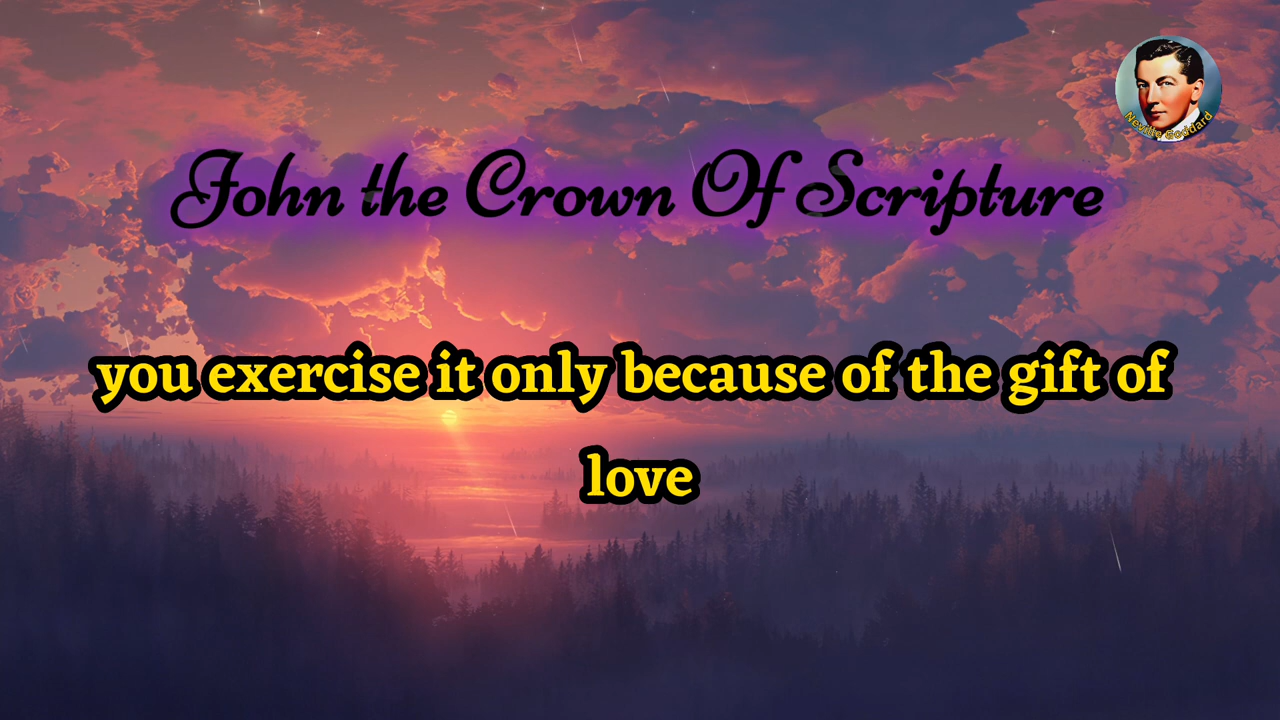 Neville Goddard
John the Crown Of Scripture
you exercise it only because of the gift of
love